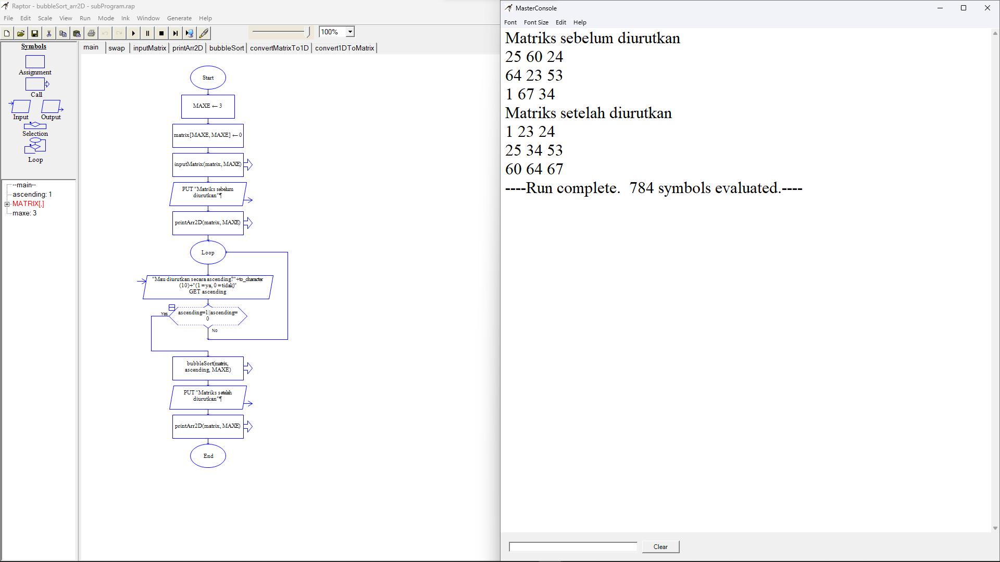 Raptor - bubbleSort_arr2D - subProgram.rap
File Edit Scale View Run Mode Ink Window Generate Help
100%
Symbols
Assignment
Call
Input Output
Selection
Loop
--main--
ascending: 1
MATRIX[,]
maxe: 3
main swap inputMatrix printArr2D bubbleSort convertMatrixTo1D convert1DToMatrix
Start
MAXE ← 3
matrix[MAXE, MAXE] ← 0
inputMatrix(matrix, MAXE)
PUT "Matriks sebelum
diurutkan"¶
printArr2D(matrix, MAXE)
Loop
"Mau diurutkan secara ascending?"+to_character
(10)+"(1 = ya, 0 = tidak)"
GET ascending
Yes
ascending=1||ascending=
0
No
bubbleSort(matrix,
ascending, MAXE)
PUT "Matriks setelah
diurutkan"¶
printArr2D(matrix, MAXE)
End
MasterConsole
Font Font Size Edit Help
Matriks sebelum diurutkan
25 60 24
64 23 53
1 67 34
Matriks setelah diurutkan
1 23 24
25 34 53
60 64 67
----Run complete.  784 symbols evaluated.----
Clear